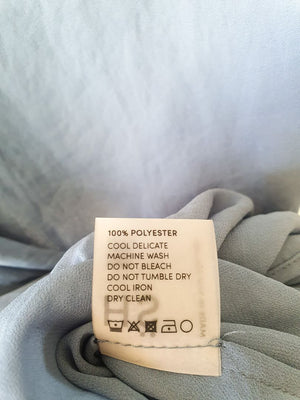 100% POLYESTER
COOL DELICATE
MACHINE WASH
DO NOT BLEACH
DO NOT TUMBLE DRY
COOL IRON
DRY CLEAN